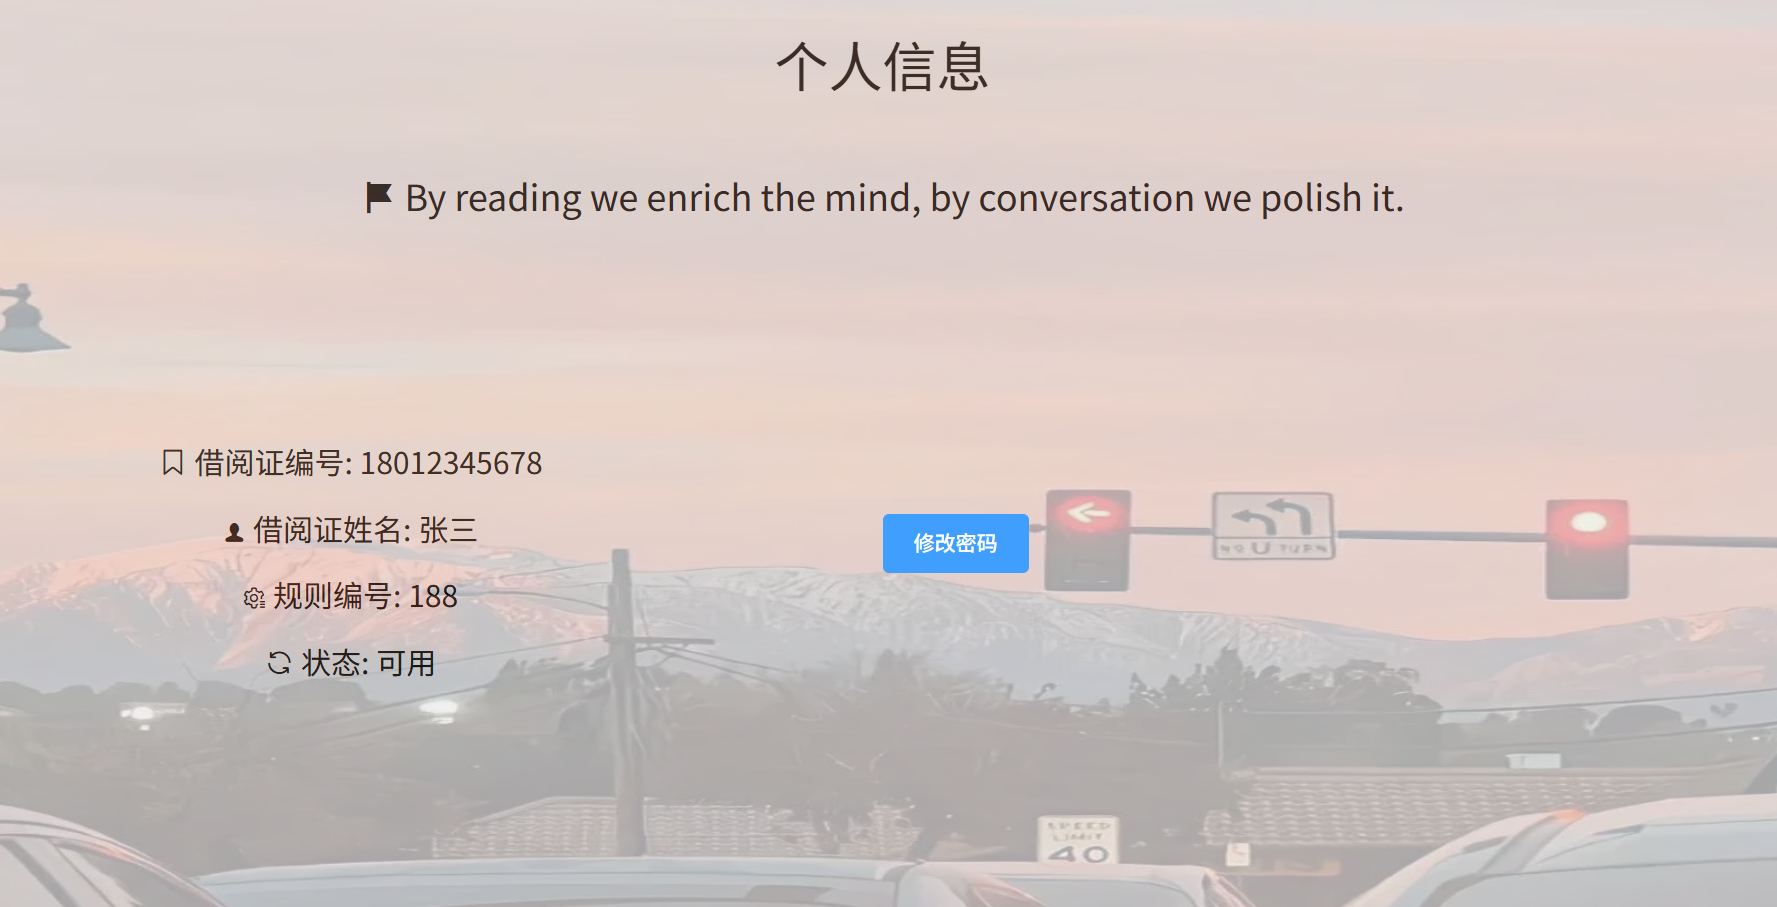 个人信息
By reading we enrich the mind, by conversation we polish it.
借阅证编号: 18012345678
借阅证姓名: 张三
修改密码
规则编号: 188
状态: 可用
NO U TURN
SPEED
LIMIT
40